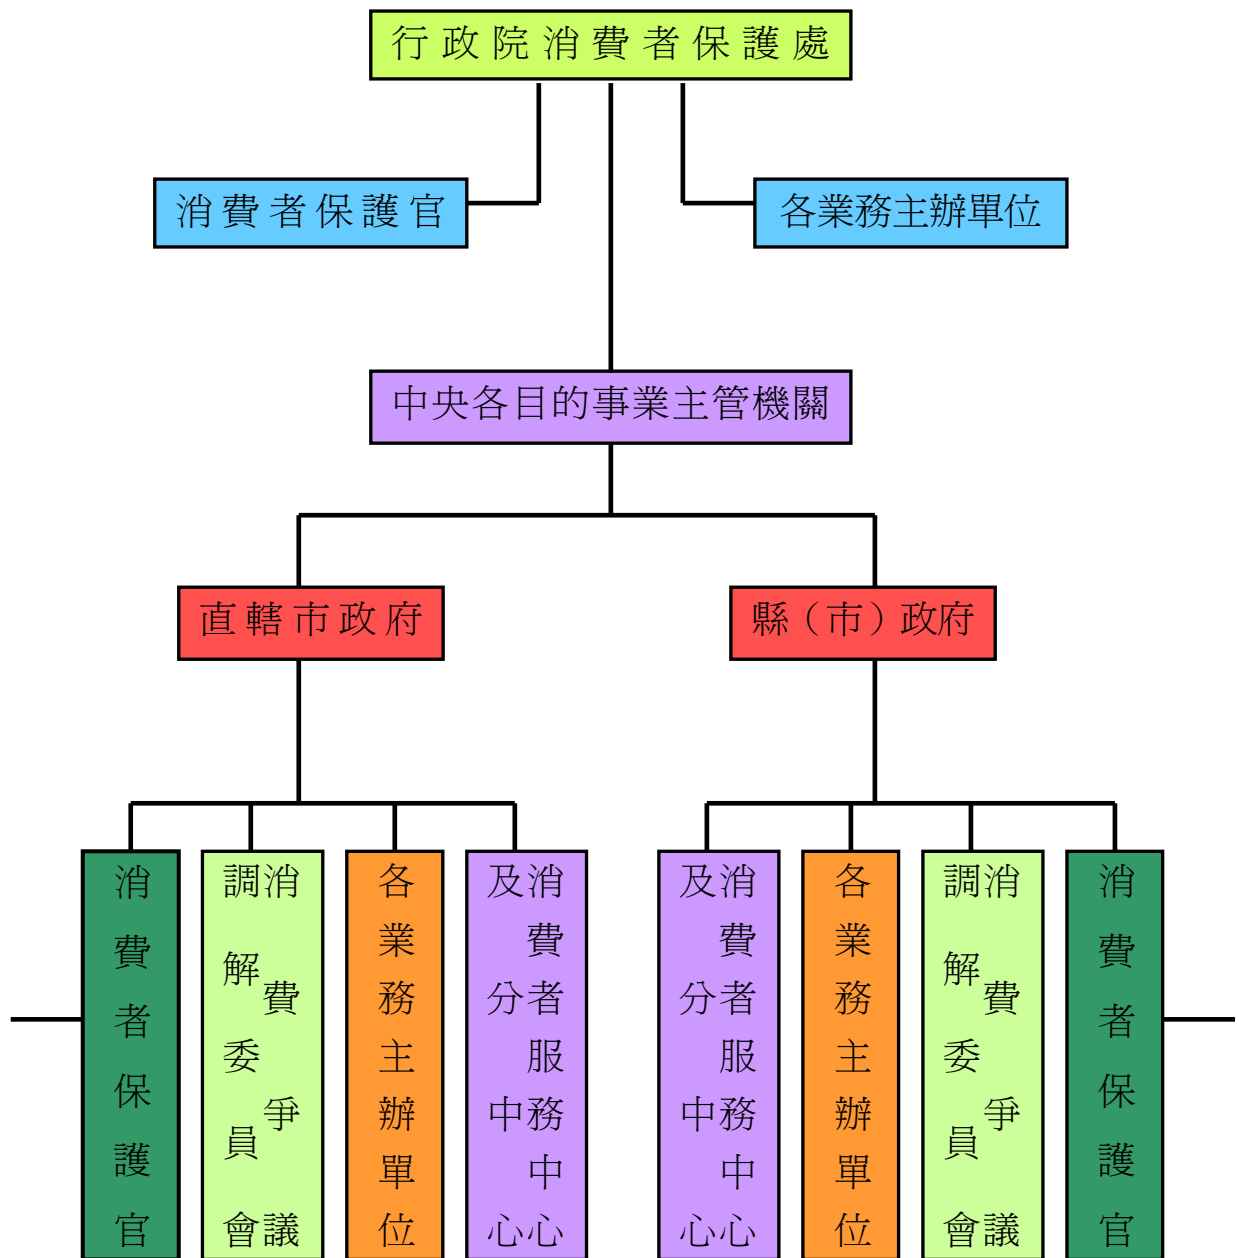 行政院消費者保護處
消費者保護官
各業務主辦單位
中央各目的事業主管機關
直轄市政府
縣（市）政府
消費者保護官
消費爭議
調解委員會
各業務主辦單位
消費者服務中心
及分中心
消費者服務中心
及分中心
各業務主辦單位
消費爭議
調解委員會
消費者保護官